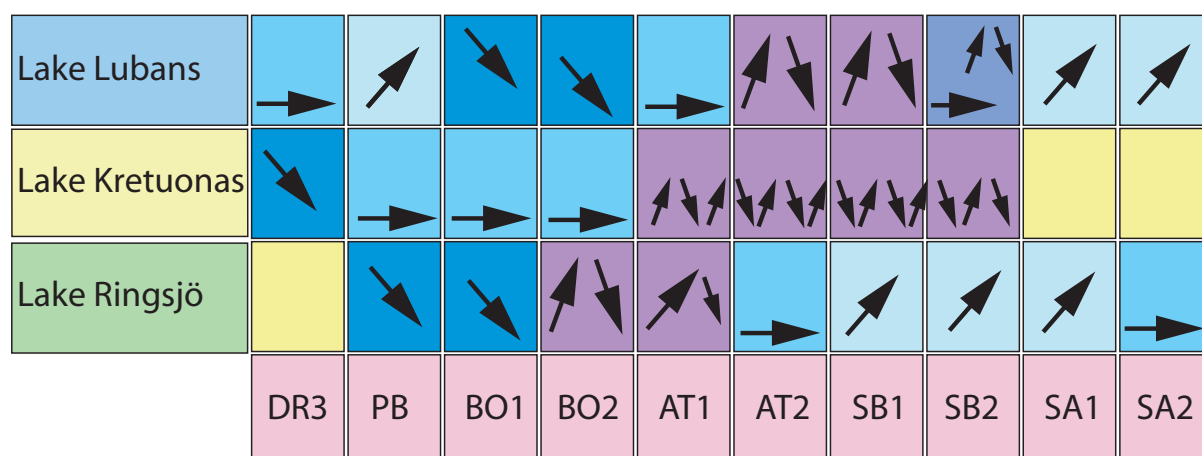 Lake Lubans
Lake Kretuonas
Lake Ringsjö
DR3 PB BO1 BO2 AT1 AT2 SB1 SB2 SA1 SA2